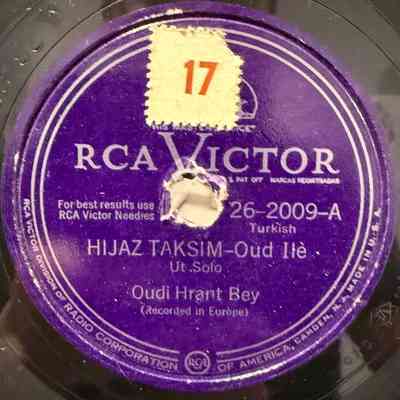 17
"HIS MASTER'S VOICE"
RCA VICTOR
PAT OFF MARCAS REGISTRADAS
For best results use
RCA Victor Needles
26-2009-A
Turkish
HIJAZ TAKSIM-Oud Ilè
Ut Solo
Oudi Hrant Bey
(Recorded in Europe)
RCA VICTOR DIVISION OF RADIO CORPORATION OF AMERICA, CAMDEN, N. J. MADE IN U.S.A.
RCA